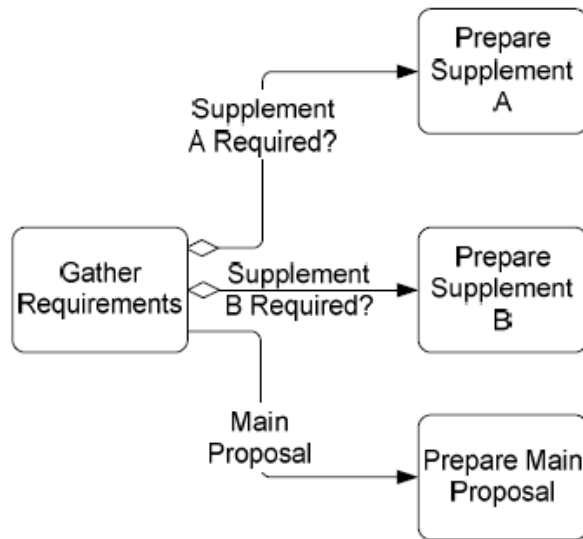 Prepare
Supplement
A
Supplement
A Required?
Gather
Requirements
Supplement
B Required?
Prepare
Supplement
B
Main
Proposal
Prepare Main
Proposal